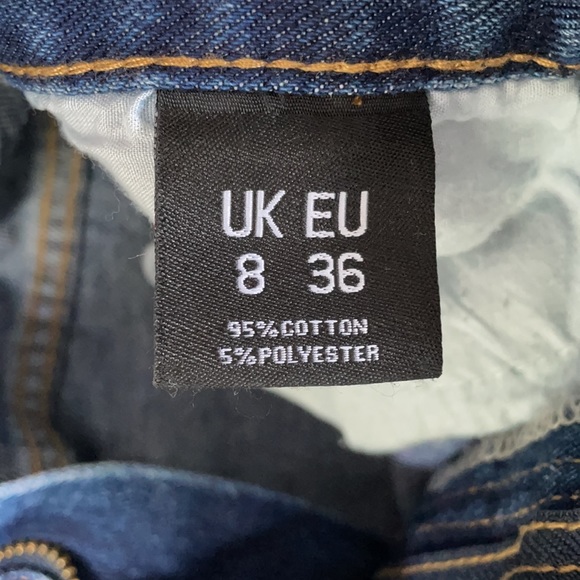 UK EU
8 36
95%COTTON
5%POLYESTER